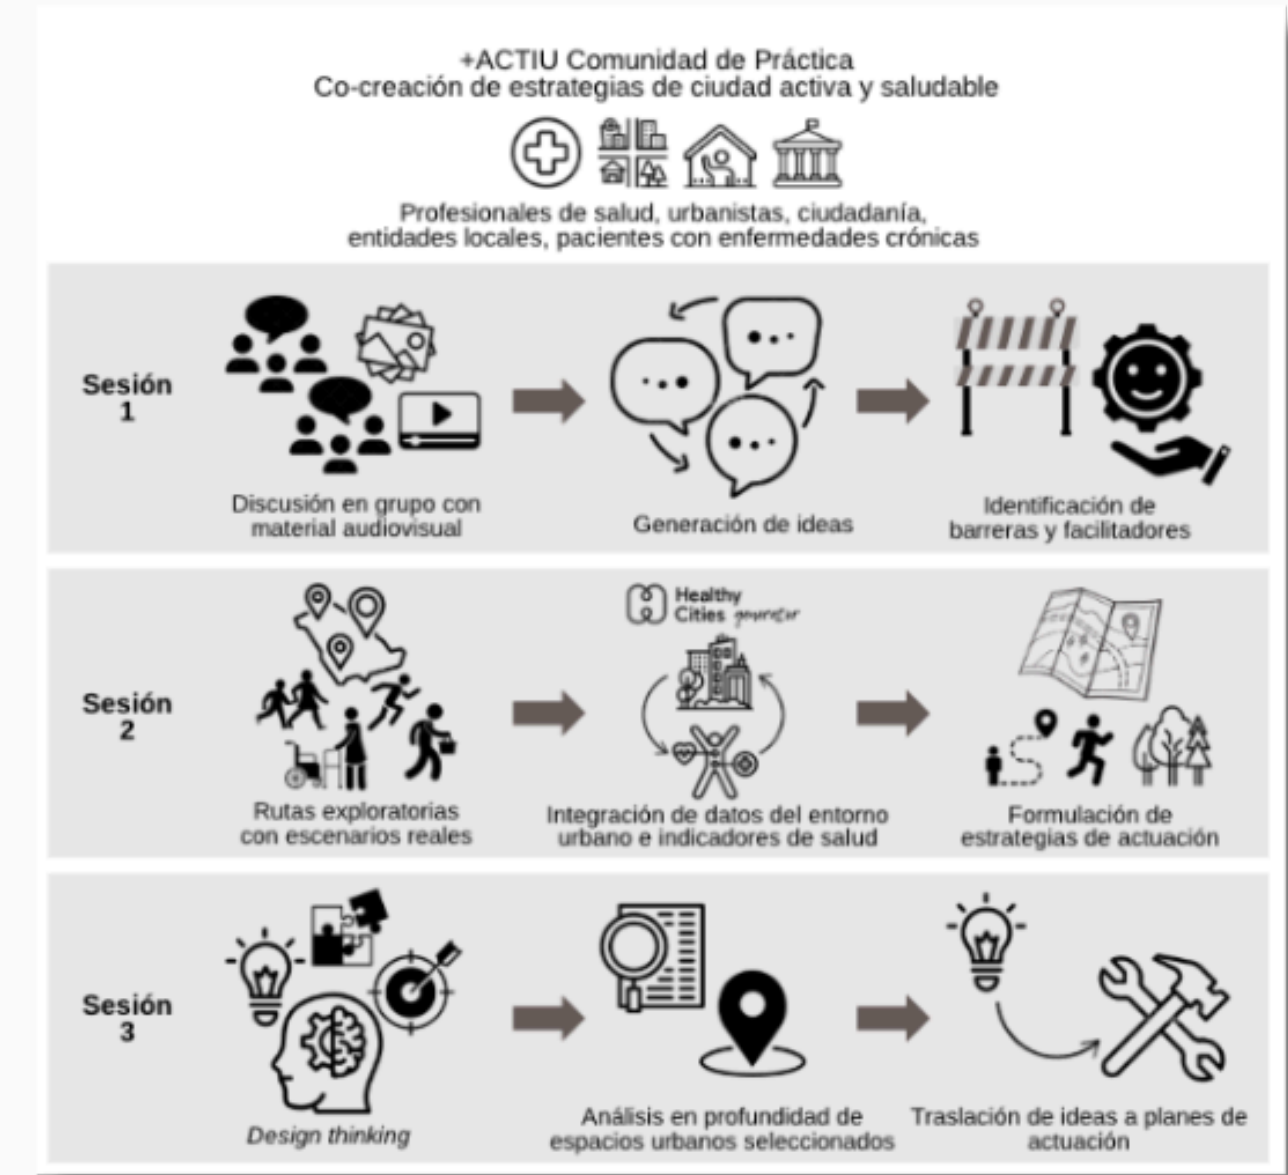 +ACTIU Comunidad de Práctica
Co-creación de estrategias de ciudad activa y saludable
Profesionales de salud, urbanistas, ciudadanía,
entidades locales, pacientes con enfermedades crónicas
Sesión
1
Discusión en grupo con
material audiovisual
Generación de ideas
Identificación de
barreras y facilitadores
Sesión
2
Rutas exploratorias
con escenarios reales
Healthy
Cities generator
Integración de datos del entorno
urbano e indicadores de salud
Formulación de
estrategias de actuación
Sesión
3
Design thinking
Análisis en profundidad de
espacios urbanos seleccionados
Traslación de ideas a planes de
actuación